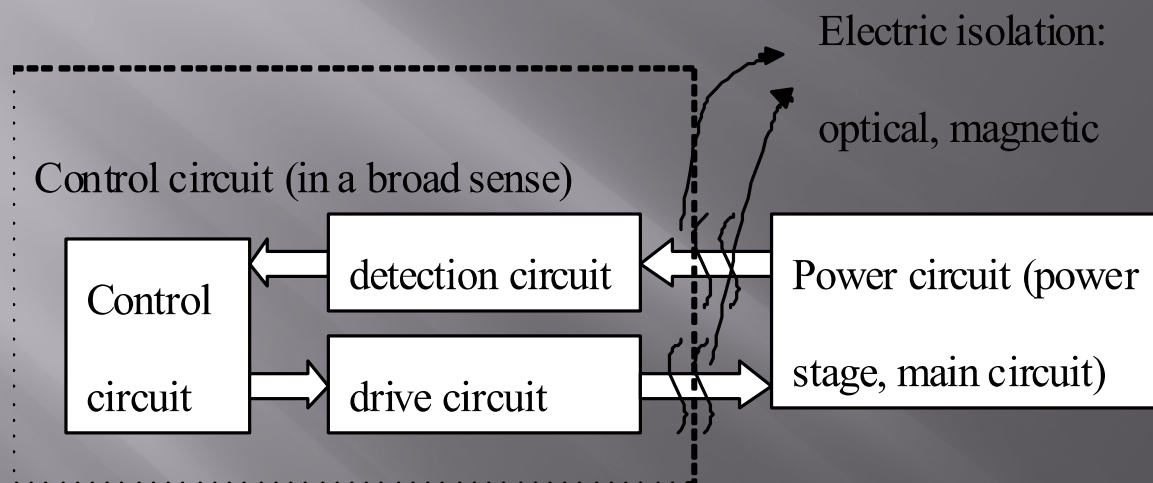 Electric isolation:
optical, magnetic
Control circuit (in a broad sense)
Control
circuit
detection circuit
drive circuit
Power circuit (power
stage, main circuit)